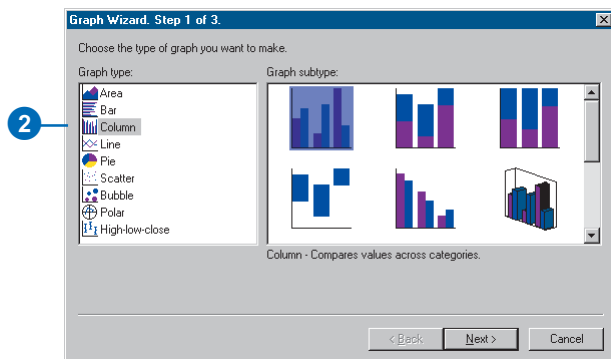 Graph Wizard. Step 1 of 3.
Choose the type of graph you want to make.
Graph type:
Graph subtype:
Area
Bar
2
Column
Line
Pie
Scatter
Bubble
Polar
High-low-close
Column - Compares values across categories.
< Back
Next >
Cancel